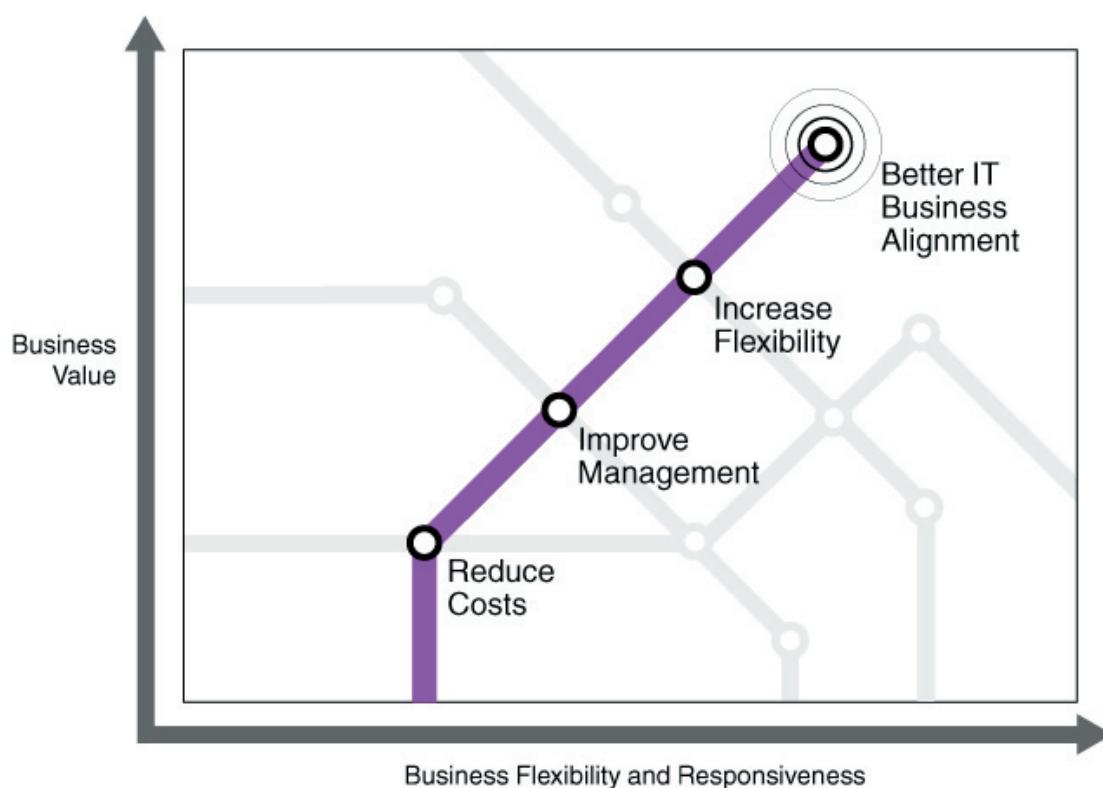 Better IT
Business
Alignment
Increase
Flexibility
Business
Value
Improve
Management
Reduce
Costs
Business Flexibility and Responsiveness